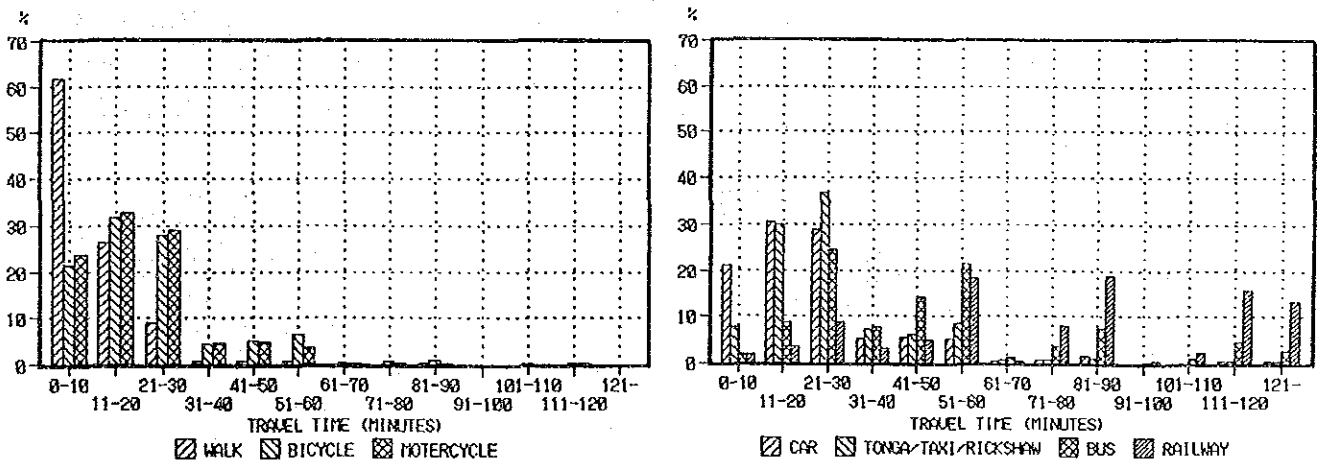 %
70
60
50
40
30
20
10
0
0-10 21-30 41-50 61-70 81-90 101-110 121-
11-20 31-40 51-60 71-80 91-100 111-120
TRAVEL TIME (MINUTES)
WALK BICYCLE MOTERCYCLE
%
70
60
50
40
30
20
10
0
0-10 21-30 41-50 61-70 81-90 101-110 121-
11-20 31-40 51-60 71-80 91-100 111-120
TRAVEL TIME (MINUTES)
CAR TONGA/TAXI/RICKSHAW BUS RAILWAY